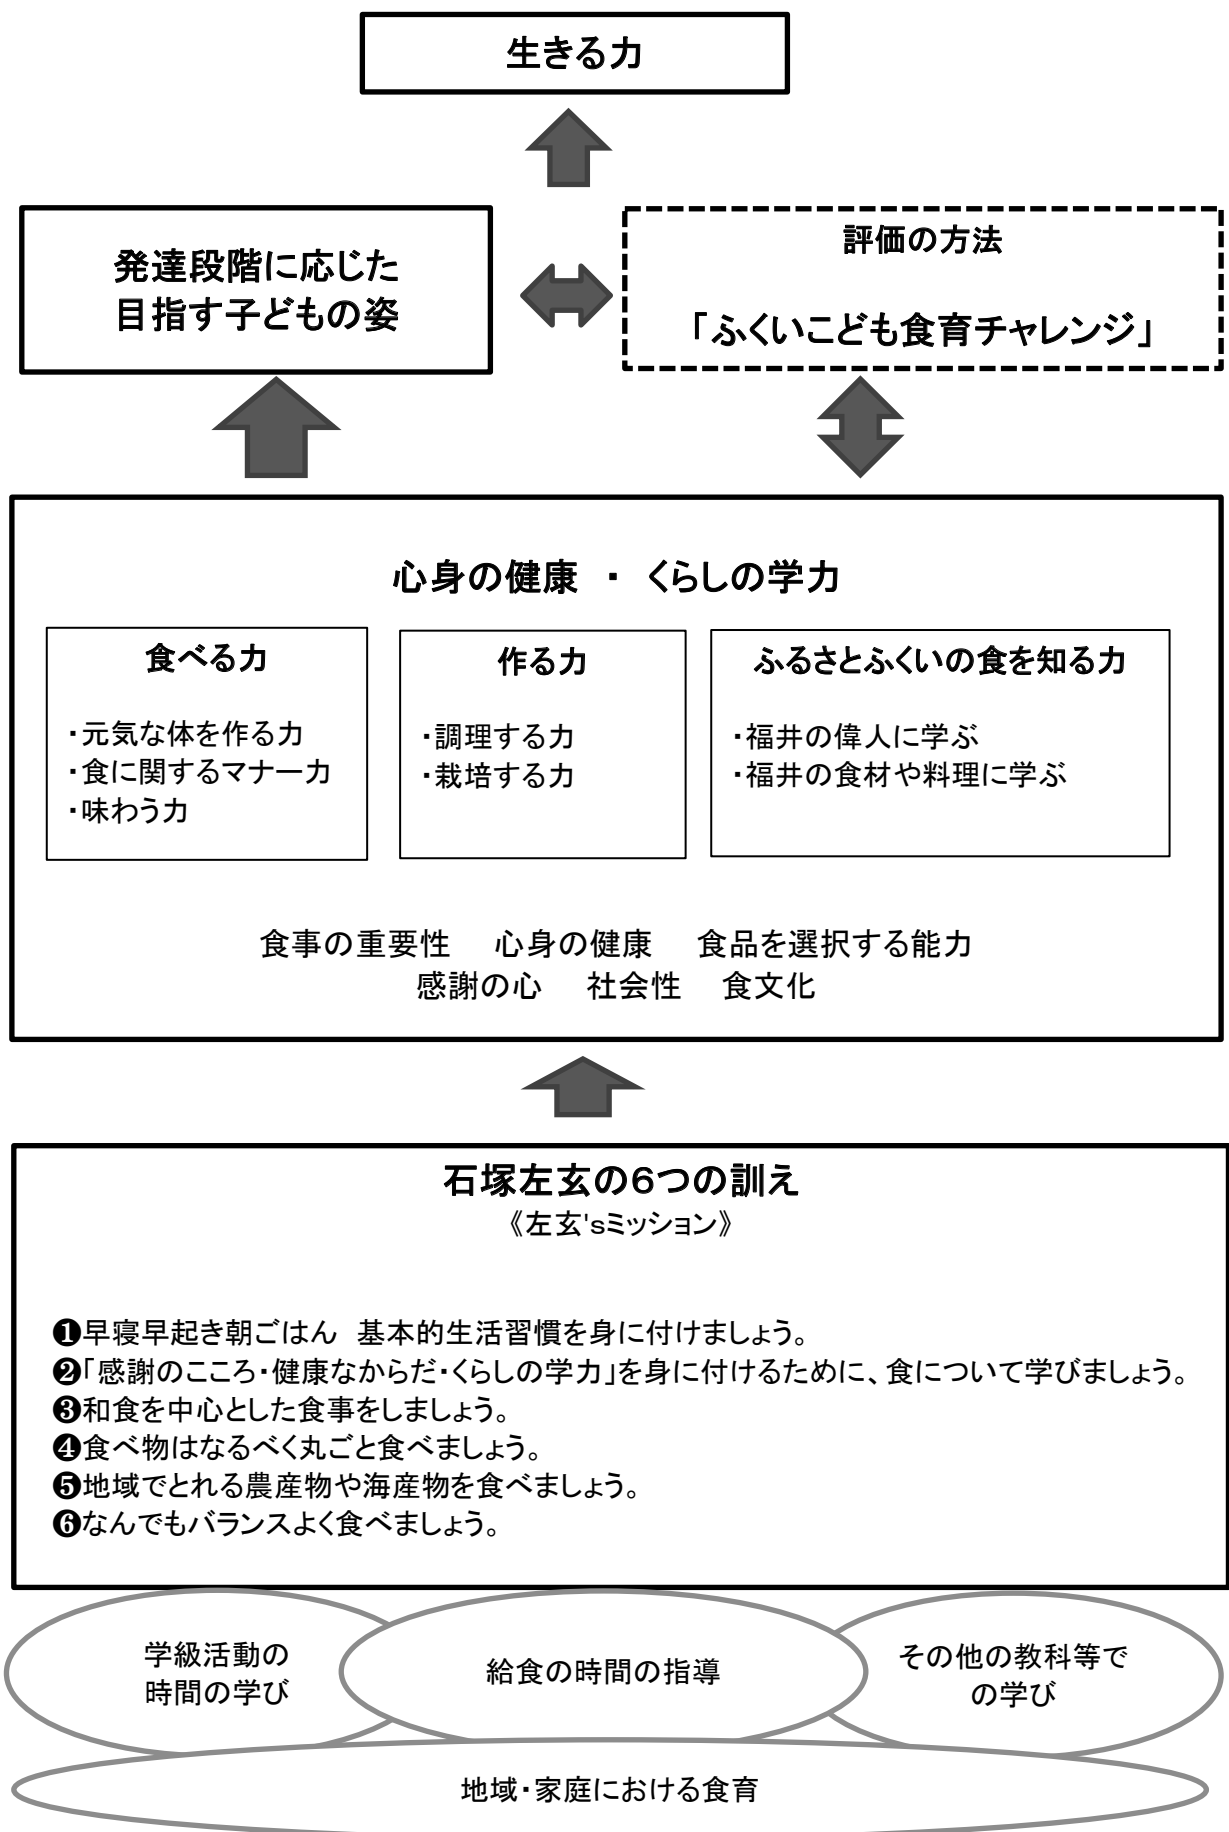 生きる力
発達段階に応じた
目指す子どもの姿
評価の方法
「ふくいこども食育チャレンジ」
心身の健康 ・ くらしの学力
食べる力
・元気な体を作る力
・食に関するマナー力
・味わう力
作る力
・調理する力
・栽培する力
ふるさとふくいの食を知る力
・福井の偉人に学ぶ
・福井の食材や料理に学ぶ
食事の重要性 心身の健康 食品を選択する能力
感謝の心 社会性 食文化
石塚左玄の6つの訓え
《左玄'sミッション》
❶早寝早起き朝ごはん 基本的生活習慣を身に付けましょう。
❷「感謝のこころ・健康なからだ・くらしの学力」を身に付けるために、食について学びましょう。
❸和食を中心とした食事をしましょう。
❹食べ物はなるべく丸ごと食べましょう。
❺地域でとれる農産物や海産物を食べましょう。
❻なんでもバランスよく食べましょう。
学級活動の
時間の学び
給食の時間の指導
その他の教科等で
の学び
地域・家庭における食育